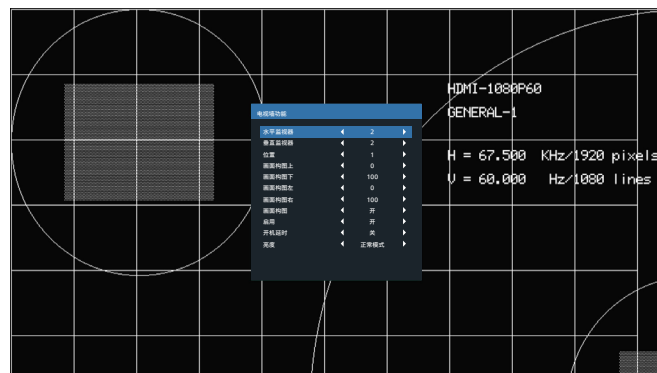 HDMI-1080P60
GENERAL-1
H = 67.500 KHz/1920 pixels
V = 60.000 Hz/1080 lines
电视墙功能
水平监视器 2
垂直监视器 2
位置 1
画面构图上 0
画面构图下 100
画面构图左 0
画面构图右 100
画面构图 开
启用 开
开机延时 关
亮度 正常模式